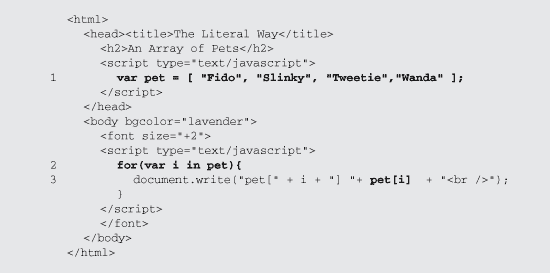 <html>
<head><title>The Literal Way</title>
<h2>An Array of Pets</h2>
<script type="text/javascript">
1 var pet = [ "Fido", "Slinky", "Tweetie","Wanda" ];
</script>
</head>
<body bgcolor="lavender">
<font size="+2">
<script type="text/javascript">
2 for(var i in pet){
3 document.write("pet[" + i + "] "+ pet[i] + "<br />");
}
</script>
</font>
</body>
</html>